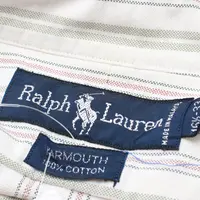 Ralph Lauren
YARMOUTH
100% COTTON